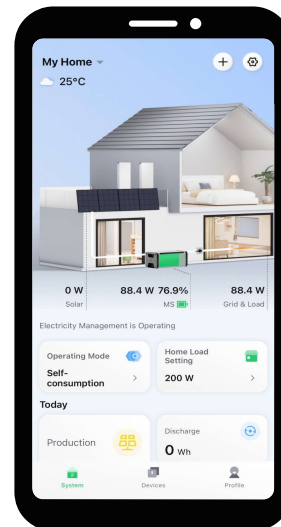 My Home
25°C
0 W 88.4 W 76.9% 88.4 W
Solar MS Grid & Load
Electricity Management is Operating
Operating Mode
Self-
consumption
Home Load
Setting
200 W
Today
Production
Discharge
0 Wh
System Devices Profile